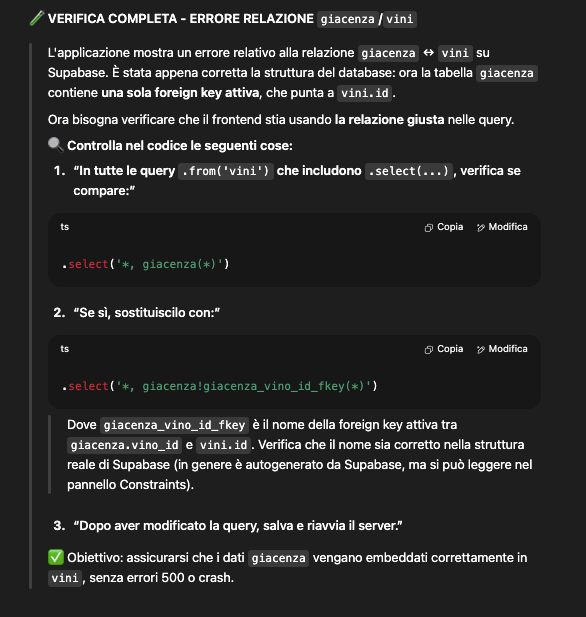 🧪 VERIFICA COMPLETA - ERRORE RELAZIONE giacenza / vini
L'applicazione mostra un errore relativo alla relazione giacenza ↔ vini su
Supabase. È stata appena corretta la struttura del database: ora la tabella giacenza
contiene una sola foreign key attiva, che punta a vini.id.
Ora bisogna verificare che il frontend stia usando la relazione giusta nelle query.
🔍 Controlla nel codice le seguenti cose:
1. “In tutte le query .from('vini') che includono .select(...), verifica se
compare:”
ts Copia Modifica
.select('*, giacenza(*)')
2. “Se sì, sostituiscilo con:”
ts Copia Modifica
.select('*, giacenza!giacenza_vino_id_fkey(*)')
Dove giacenza_vino_id_fkey è il nome della foreign key attiva tra
giacenza.vino_id e vini.id. Verifica che il nome sia corretto nella struttura
reale di Supabase (in genere è autogenerato da Supabase, ma si può leggere nel
pannello Constraints).
3. “Dopo aver modificato la query, salva e riavvia il server.”
✅ Obiettivo: assicurarsi che i dati giacenza vengano embeddati correttamente in
vini, senza errori 500 o crash.